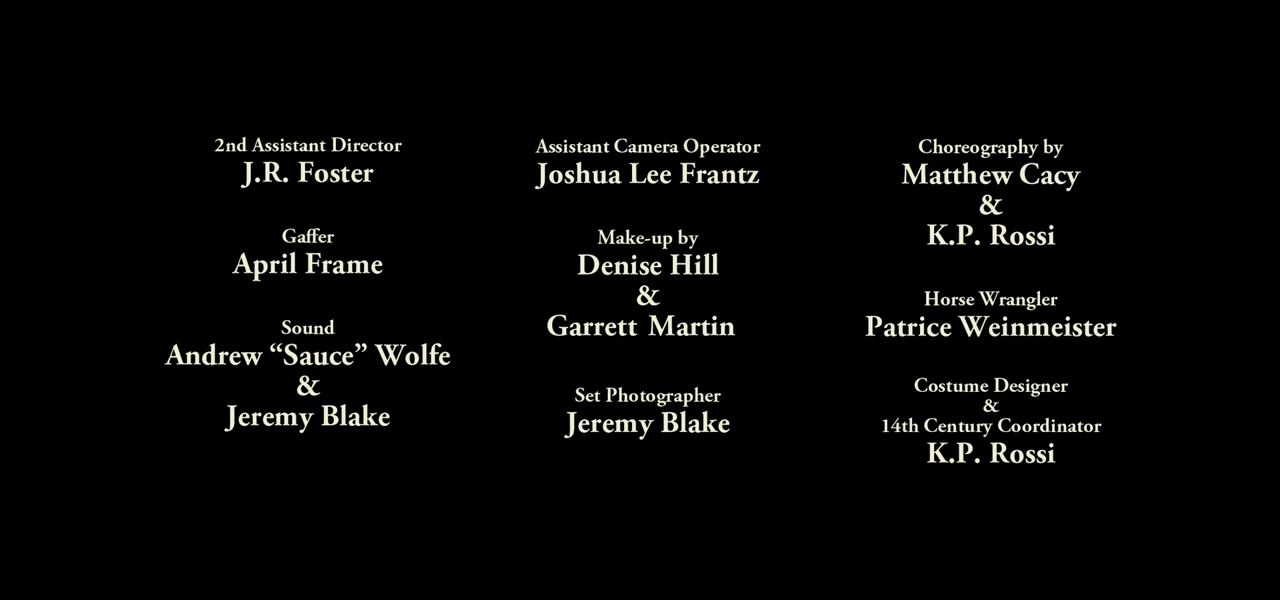 2nd Assistant Director
J.R. Foster
Gaffer
April Frame
Sound
Andrew “Sauce” Wolfe
&
Jeremy Blake
Assistant Camera Operator
Joshua Lee Frantz
Make-up by
Denise Hill
&
Garrett Martin
Set Photographer
Jeremy Blake
Choreography by
Matthew Cacy
&
K.P. Rossi
Horse Wrangler
Patrice Weinmeister
Costume Designer
&
14th Century Coordinator
K.P. Rossi